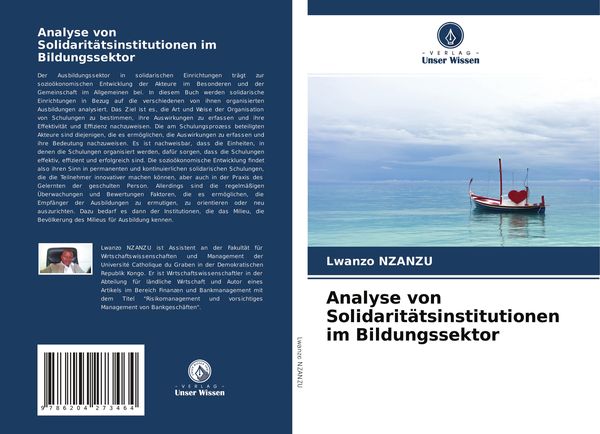 Analyse von
Solidaritätsinstitutionen im
Bildungssektor
Der Ausbildungssektor in solidarischen Einrichtungen trägt zur
sozioökonomischen Entwicklung der Akteure im Besonderen und der
Gemeinschaft im Allgemeinen bei. In diesem Buch werden solidarische
Einrichtungen in Bezug auf die verschiedenen von ihnen organisierten
Ausbildungen analysiert. Das Ziel ist es, die Art und Weise der Organisation
von Schulungen zu bestimmen, ihre Auswirkungen zu erfassen und ihre
Effektivität und Effizienz nachzuweisen. Die am Schulungsprozess beteiligten
Akteure sind diejenigen, die es ermöglichen, die Auswirkungen zu erfassen und
ihre Bedeutung nachzuweisen. Es ist nachweisbar, dass die Einheiten, in
denen die Schulungen organisiert werden, dafür sorgen, dass die Schulungen
effektiv, effizient und erfolgreich sind. Die sozioökonomische Entwicklung findet
also ihren Sinn in permanenten und kontinuierlichen solidarischen Schulungen,
die die Teilnehmer innovativer machen können, aber auch in der Praxis des
Gelernten der geschulten Person. Allerdings sind die regelmäßigen
Überwachungen und Bewertungen Faktoren, die es ermöglichen, die
Empfänger der Ausbildungen zu ermutigen, zu orientieren oder neu
auszurichten. Dazu bedarf es dann der Institutionen, die das Milieu, die
Bevölkerung des Milieus für Ausbildung kennen.
Lwanzo NZANZU ist Assistent an der Fakultät für
Wirtschaftswissenschaften und Management der
Université Catholique du Graben in der Demokratischen
Republik Kongo. Er ist Wirtschaftswissenschaftler in der
Abteilung für ländliche Wirtschaft und Autor eines
Artikels im Bereich Finanzen und Bankmanagement mit
dem Titel "Risikomanagement und vorsichtiges
Management von Bankgeschäften".
9 786204 273464
– VERLAG –
Unser Wissen
Lwanzo NZANZU
– VERLAG –
Unser Wissen
Lwanzo NZANZU
Analyse von
Solidaritätsinstitutionen
im Bildungssektor